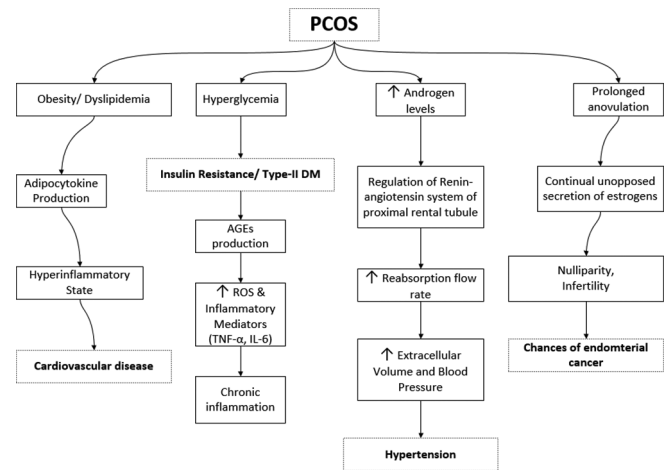 PCOS
Obesity/ Dyslipidemia
Adipocytokine
Production
Hyperinflammatory
State
Cardiovascular disease
Hyperglycemia
Insulin Resistance/ Type-II DM
AGEs
production
↑ ROS &
Inflammatory
Mediators
(TNF-α, IL-6)
Chronic
inflammation
↑ Androgen
levels
Regulation of Renin-
angiotensin system of
proximal rental tubule
↑ Reabsorption flow
rate
↑ Extracellular
Volume and Blood
Pressure
Hypertension
Prolonged
anovulation
Continual unopposed
secretion of estrogens
Nulliparity,
Infertility
Chances of endomterial
cancer